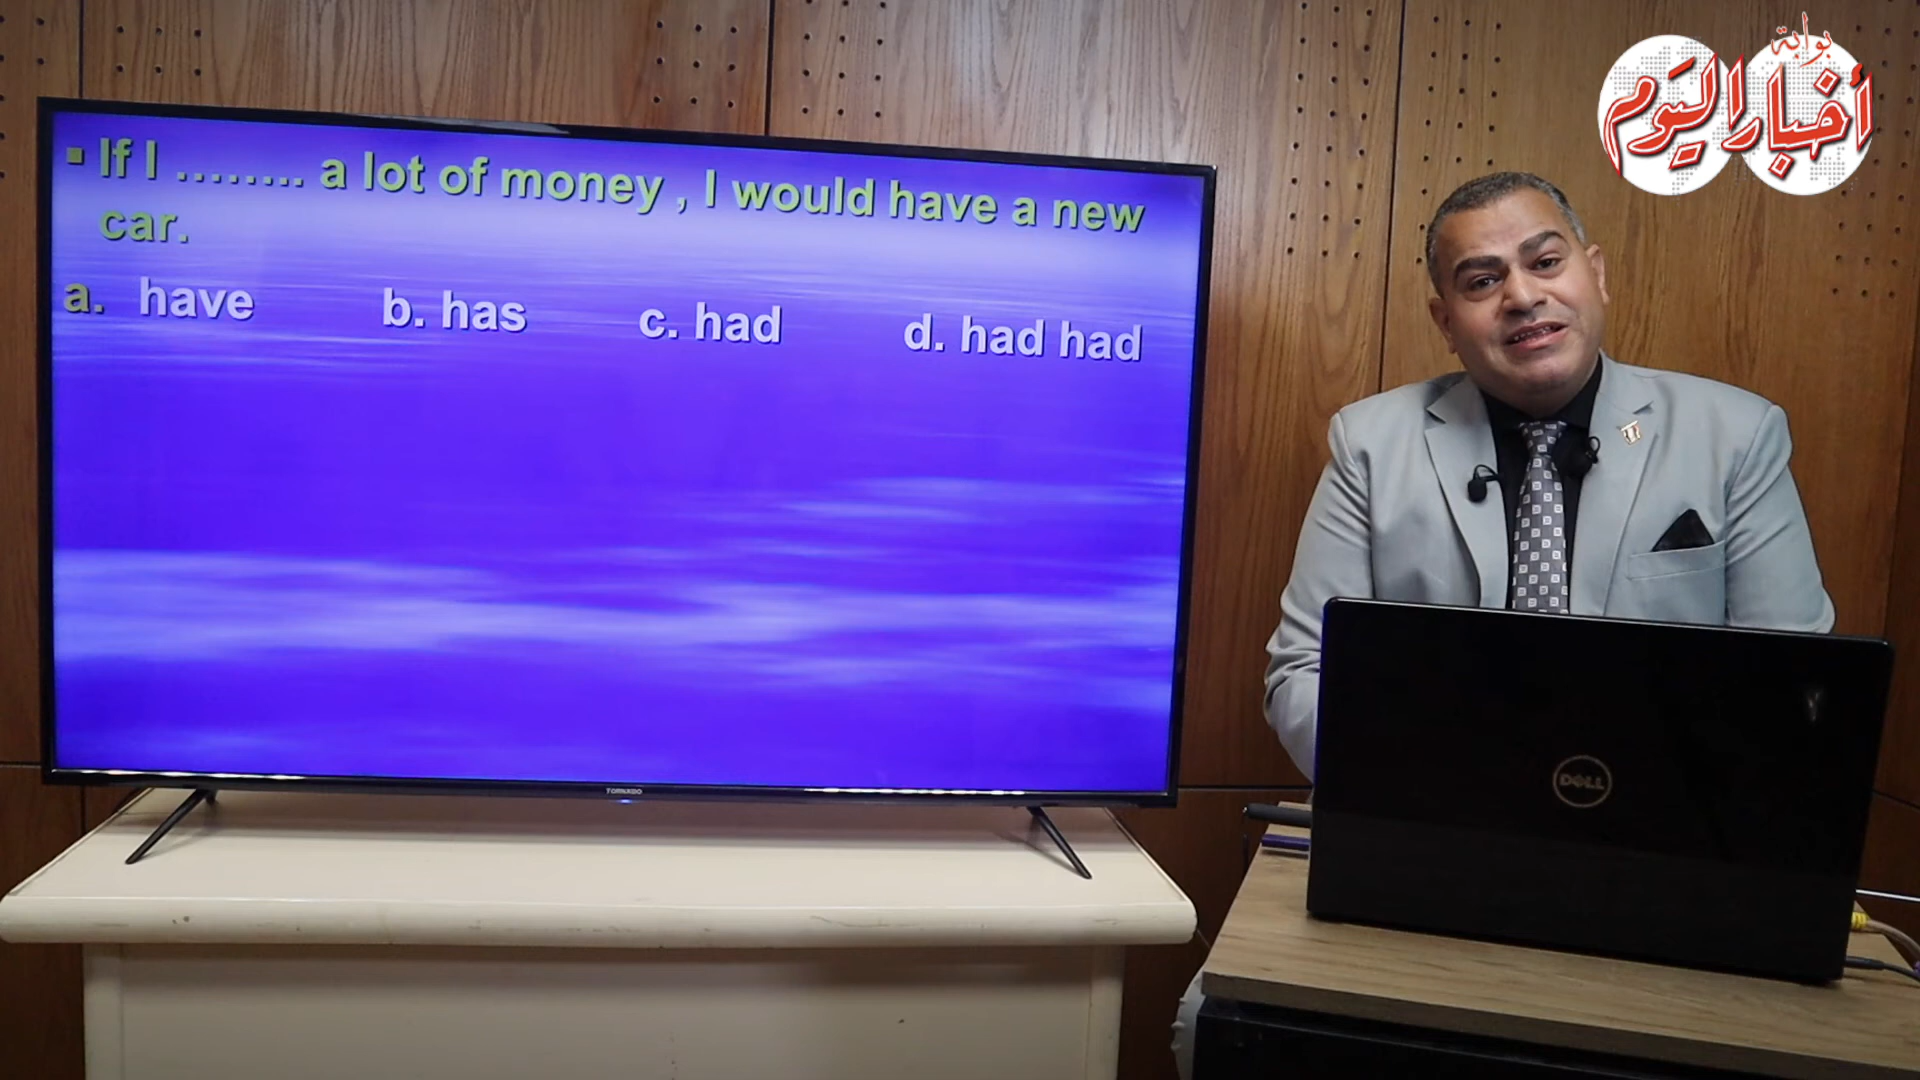 بوابة
أخبار اليوم
▪ If I ........ a lot of money , I would have a new
car.
a. have b. has c. had d. had had
TORNADO
DELL